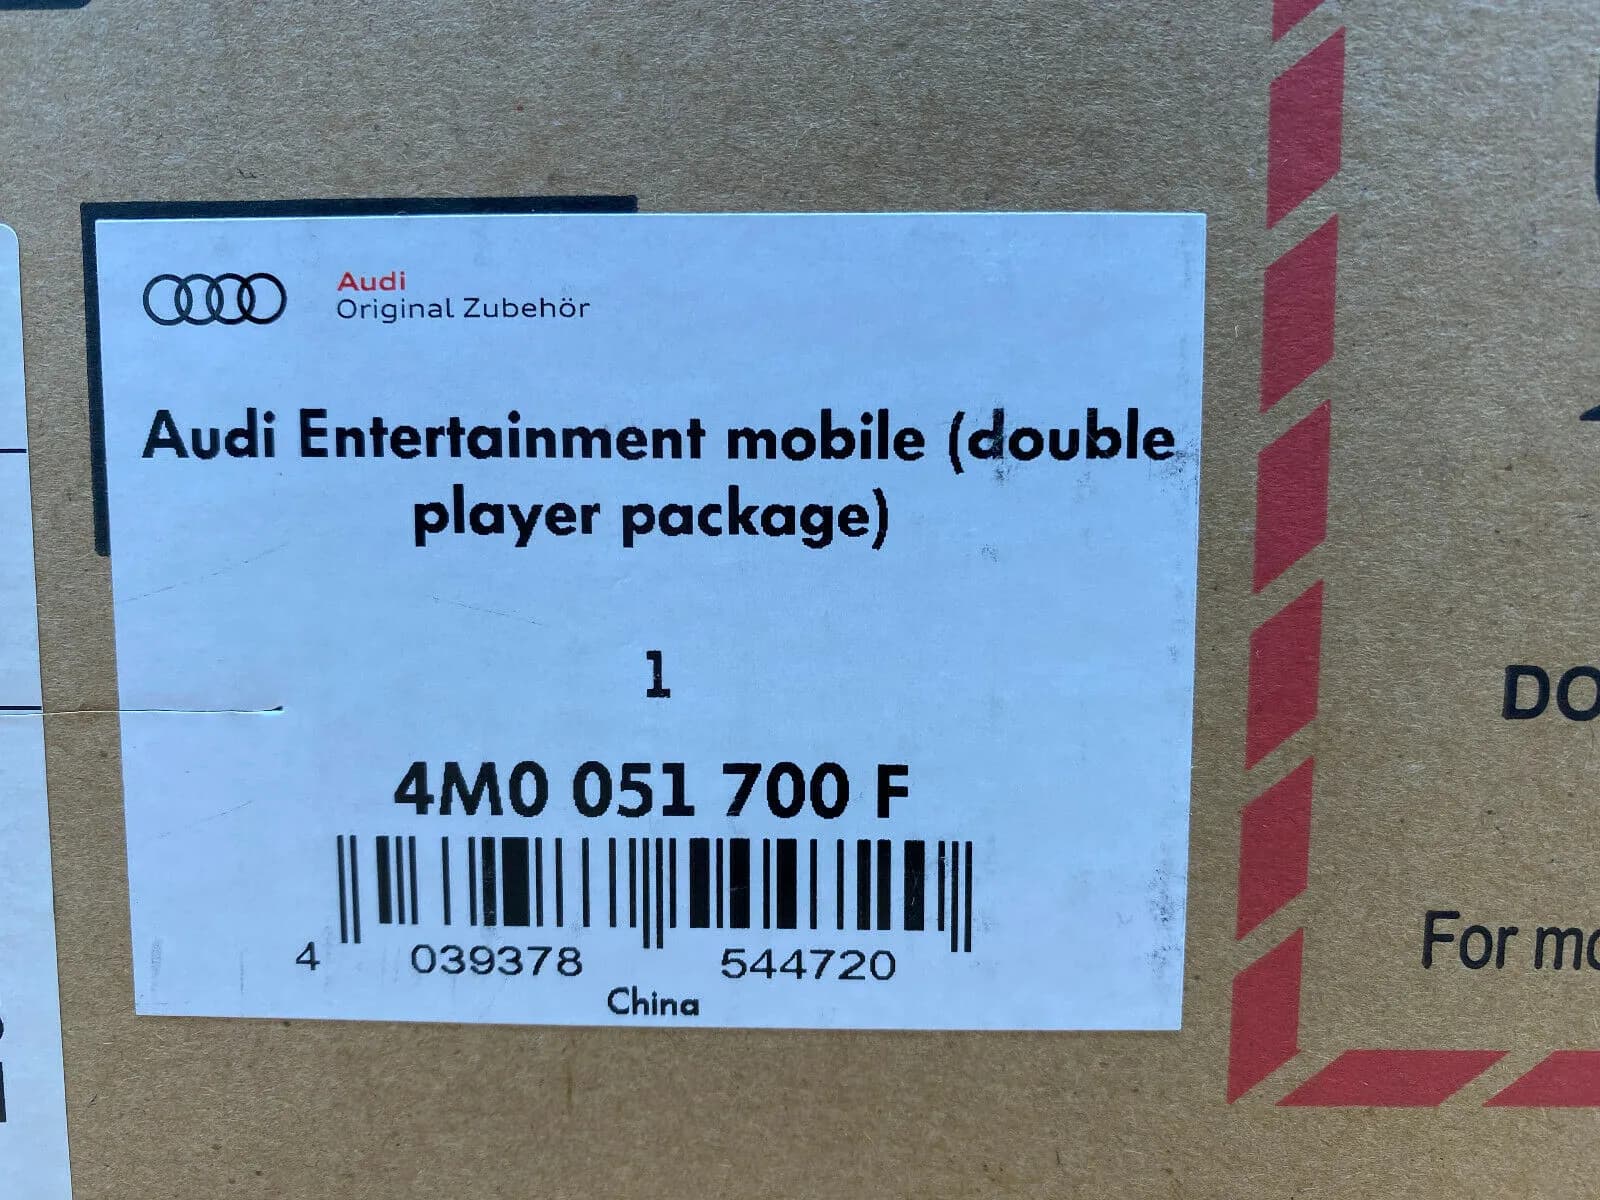 Audi
Original Zubehör
Audi Entertainment mobile (double
player package)
1
4M0 051 700 F
4 039378 544720
China
DO
For mo